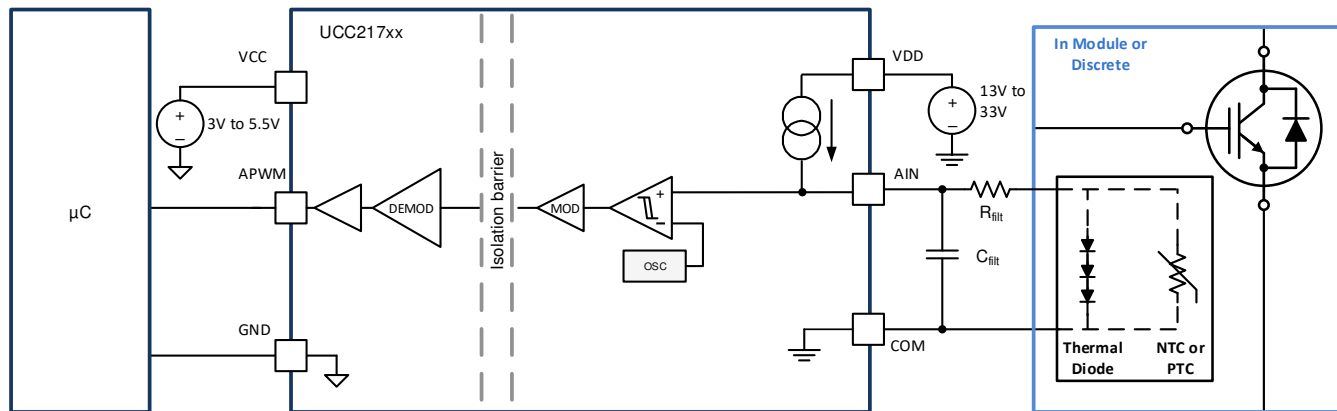 UCC217xx
In Module or
Discrete
VCC
VDD
3V to 5.5V
13V to
33V
APWM
AIN
µC
DEMOD
Isolation barrier
MOD
+
−
OSC
Rfilt
Cfilt
GND
COM
Thermal
Diode
NTC or
PTC